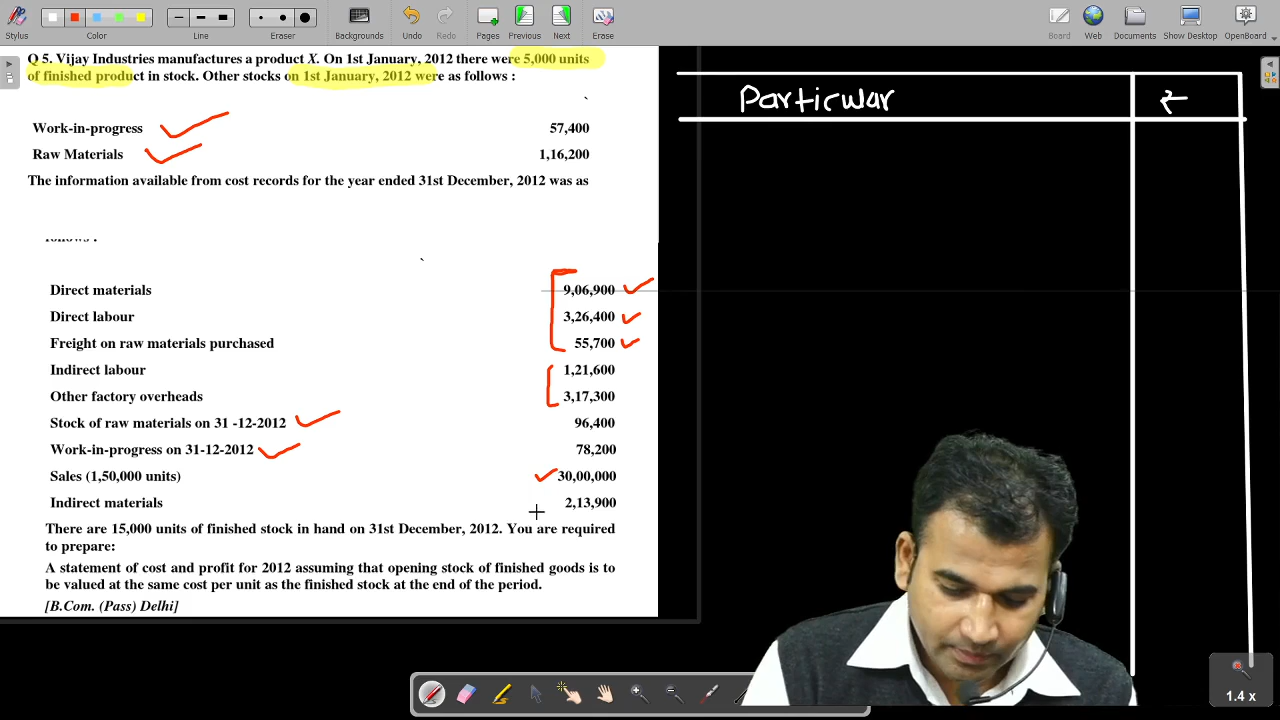 Stylus
Color
Line
Eraser
Backgrounds
Undo
Redo
Pages
Previous
Next
Erase
Board
Web
Documents
Show Desktop
OpenBoard
Q 5. Vijay Industries manufactures a product X. On 1st January, 2012 there were 5,000 units
of finished product in stock. Other stocks on 1st January, 2012 were as follows :
`
Work-in-progress 57,400
Raw Materials 1,16,200
The information available from cost records for the year ended 31st December, 2012 was as
follows :
`
Direct materials 9,06,900
Direct labour 3,26,400
Freight on raw materials purchased 55,700
Indirect labour 1,21,600
Other factory overheads 3,17,300
Stock of raw materials on 31 -12-2012 96,400
Work-in-progress on 31-12-2012 78,200
Sales (1,50,000 units) 30,00,000
Indirect materials 2,13,900
There are 15,000 units of finished stock in hand on 31st December, 2012. You are required
to prepare:
A statement of cost and profit for 2012 assuming that opening stock of finished goods is to
be valued at the same cost per unit as the finished stock at the end of the period.
[B.Com. (Pass) Delhi]
Particular
1.4 x